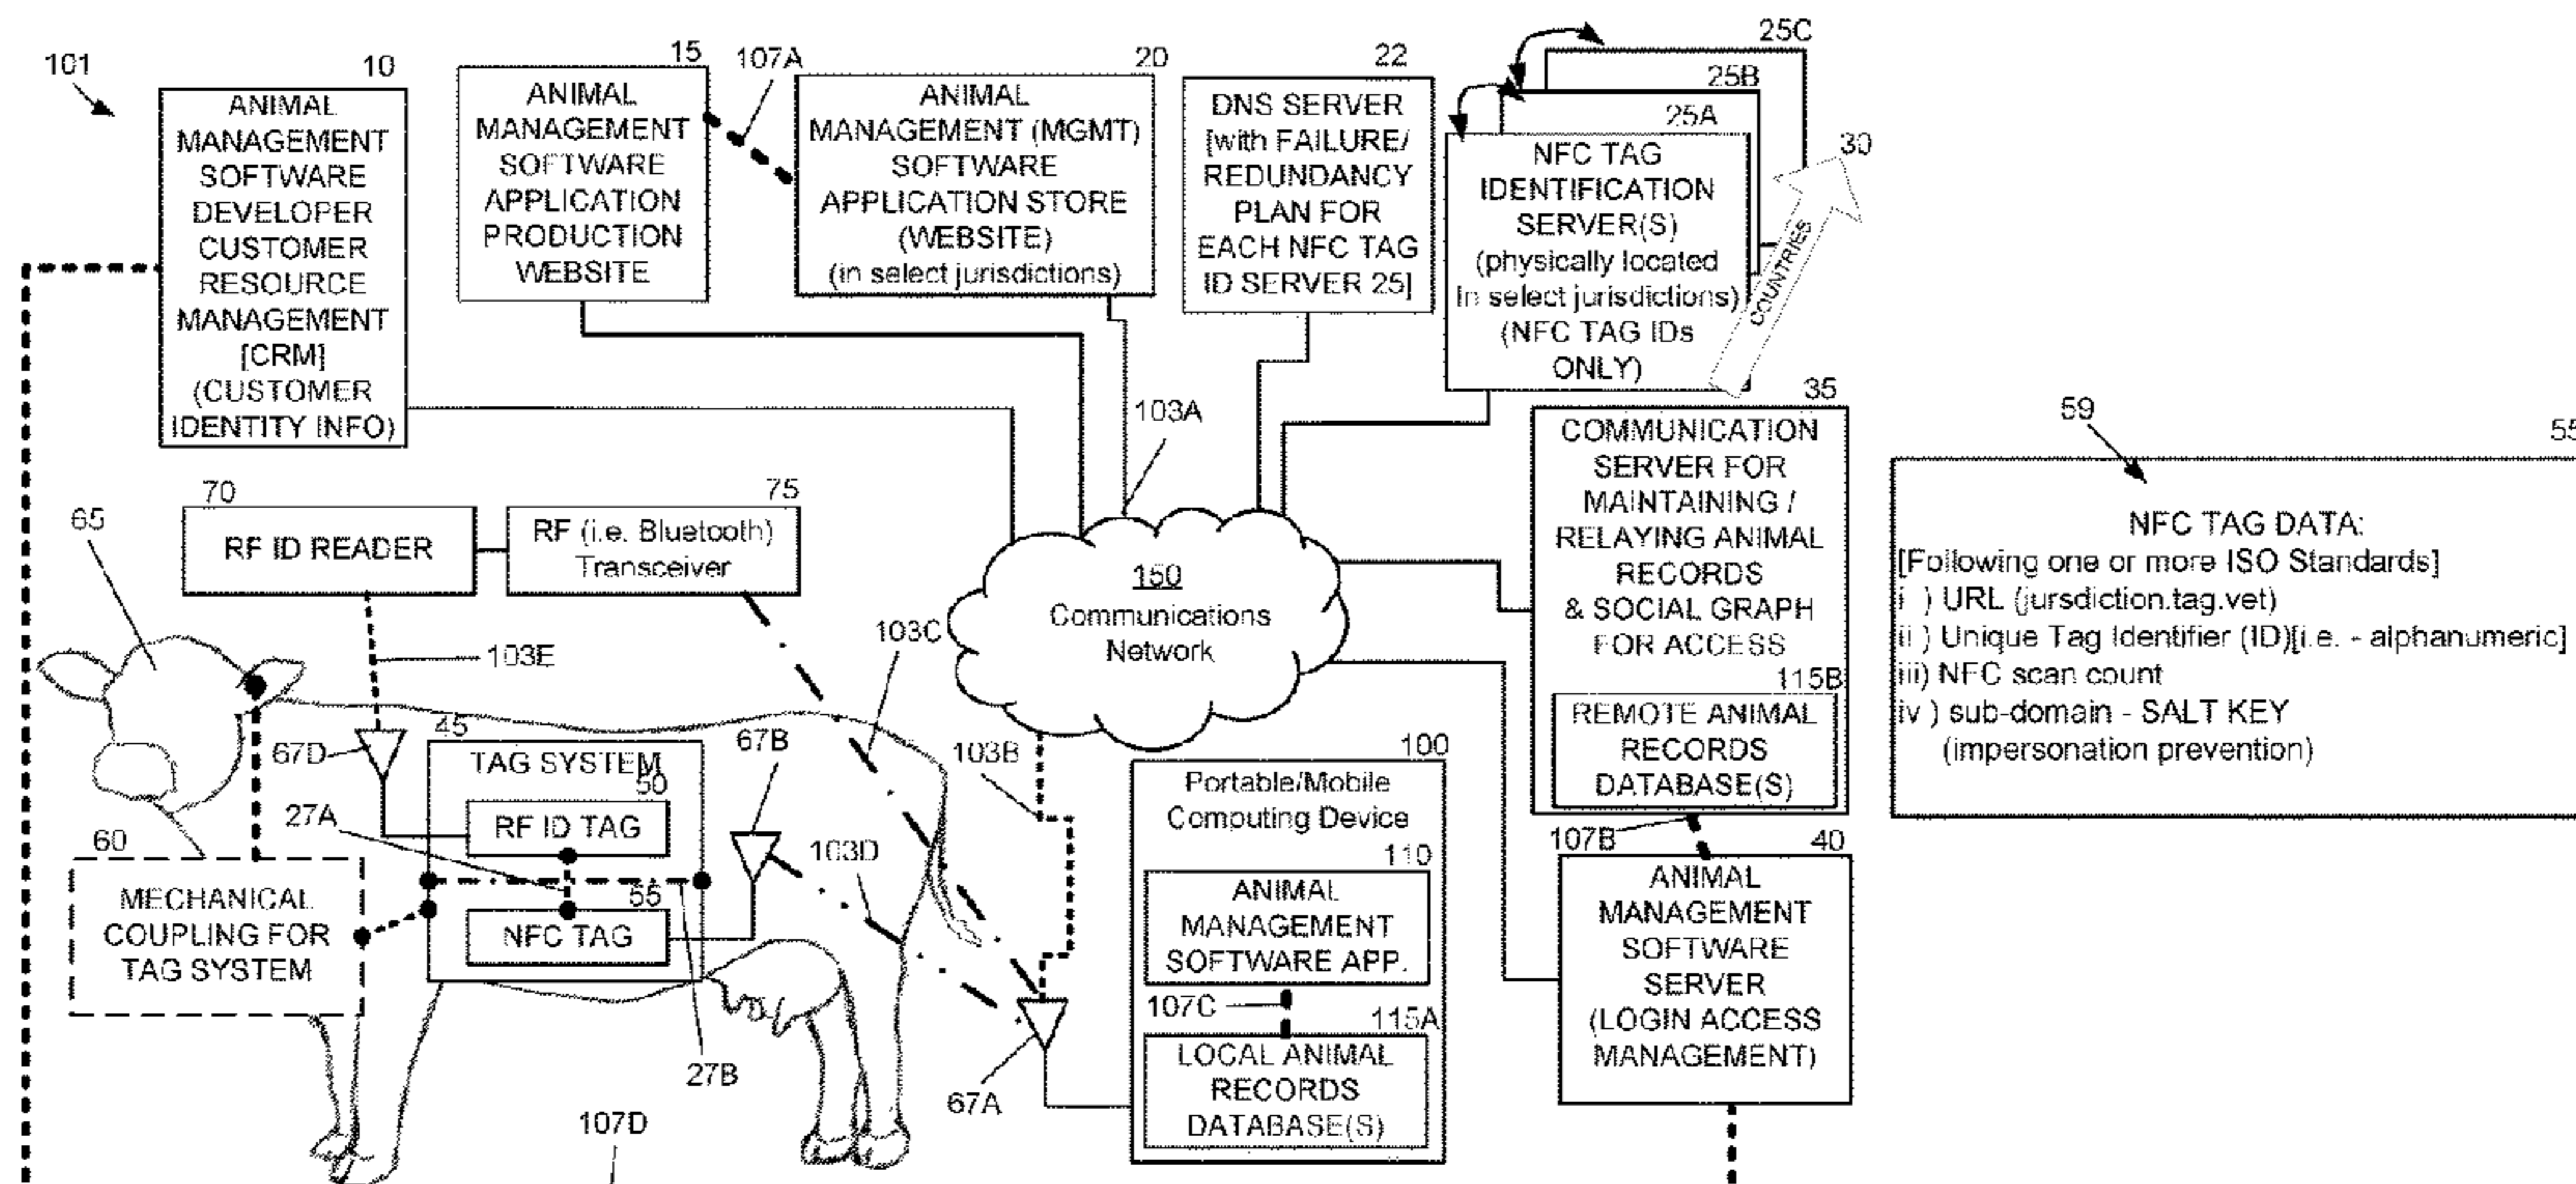 101
10
ANIMAL
MANAGEMENT
SOFTWARE
DEVELOPER
CUSTOMER
RESOURCE
MANAGEMENT
[CRM]
(CUSTOMER
IDENTITY INFO)
15
ANIMAL
MANAGEMENT
SOFTWARE
APPLICATION
PRODUCTION
WEBSITE
107A
20
ANIMAL
MANAGEMENT (MGMT)
SOFTWARE
APPLICATION STORE
(WEBSITE)
(in select jurisdictions)
22
DNS SERVER
[with FAILURE/
REDUNDANCY
PLAN FOR
EACH NFC TAG
ID SERVER 25]
25C
25B
25A
NFC TAG
IDENTIFICATION
SERVER(S)
(physically located
In select jurisdictions)
(NFC TAG IDs
ONLY)
30
COUNTRIES
103A
35
COMMUNICATION
SERVER FOR
MAINTAINING /
RELAYING ANIMAL
RECORDS
& SOCIAL GRAPH
FOR ACCESS
115B
REMOTE ANIMAL
RECORDS
DATABASE(S)
59
55
NFC TAG DATA:
[Following one or more ISO Standards]
i ) URL (jursdiction.tag.vet)
ii ) Unique Tag Identifier (ID)[i.e. - alphanumeric]
iii) NFC scan count
iv ) sub-domain - SALT KEY
(impersonation prevention)
65
70
RF ID READER
75
RF (i.e. Bluetooth)
Transceiver
103E
103C
150
Communications
Network
103B
67D
45
TAG SYSTEM
50
RF ID TAG
27A
55
NFC TAG
67B
103D
60
MECHANICAL
COUPLING FOR
TAG SYSTEM
27B
67A
100
Portable/Mobile
Computing Device
110
ANIMAL
MANAGEMENT
SOFTWARE APP.
107C
115A
LOCAL ANIMAL
RECORDS
DATABASE(S)
107B
40
ANIMAL
MANAGEMENT
SOFTWARE
SERVER
(LOGIN ACCESS
MANAGEMENT)
107D